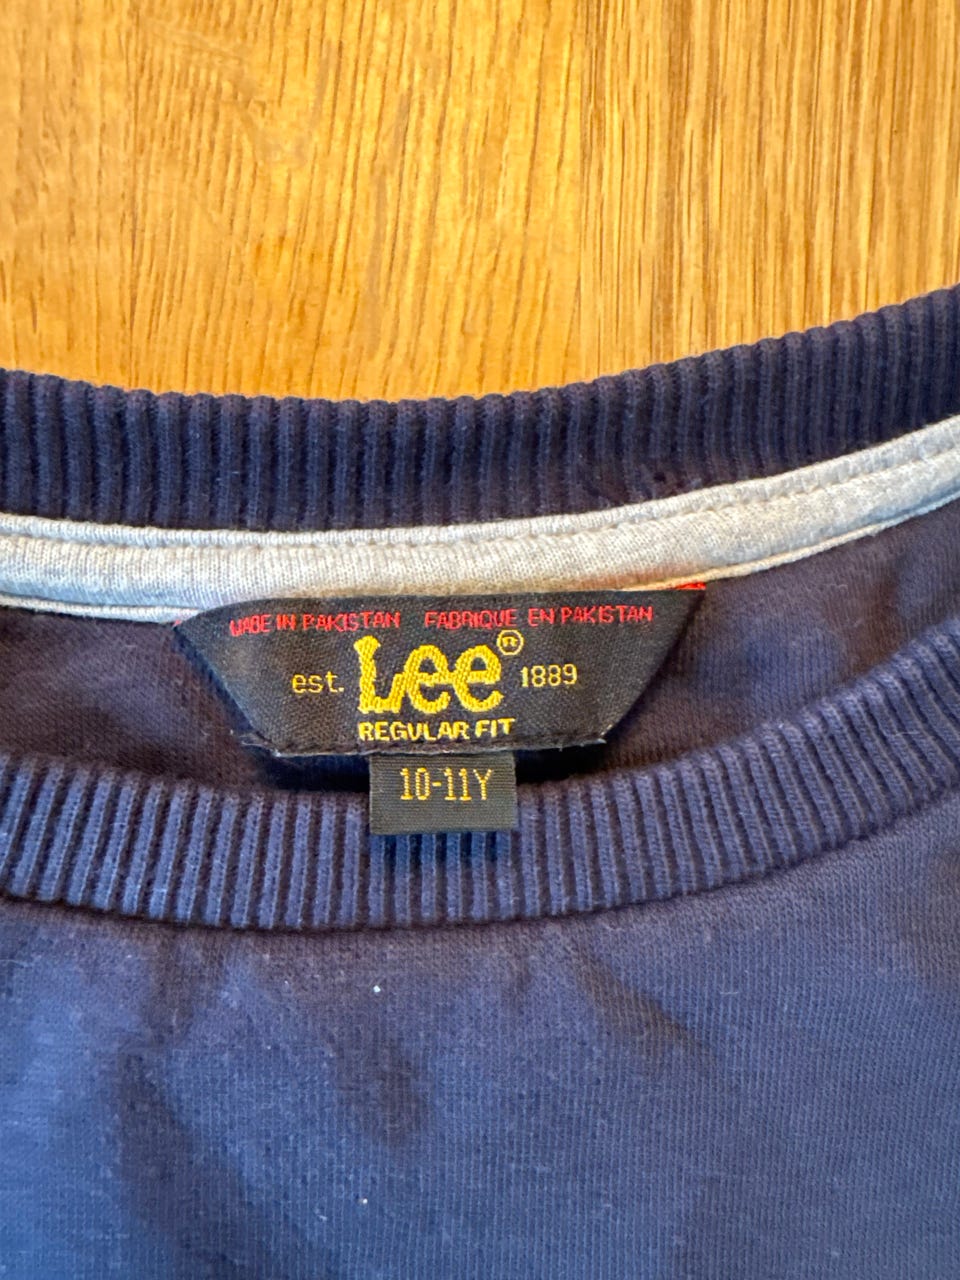 MADE IN PAKISTAN FABRIQUE EN PAKISTAN
est. Lee® 1889
REGULAR FIT
10-11Y